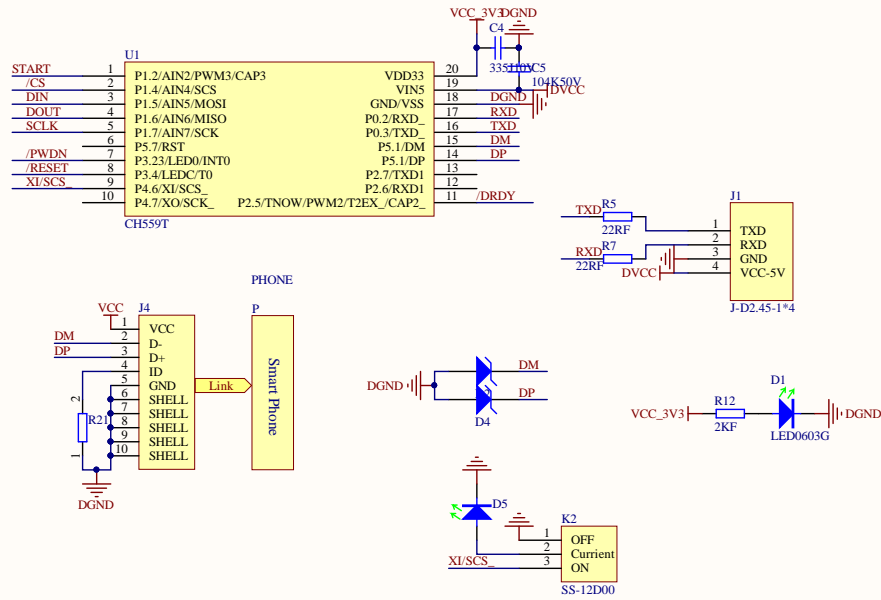 VCC_3V3
DGND
C4
335110V
C5
104K50V
DVCC
U1
START
1
P1.2/AIN2/PWM3/CAP3
VDD33
20
/CS
2
P1.4/AIN4/SCS
VIN5
19
DIN
3
P1.5/AIN5/MOSI
GND/VSS
18
DGND
DOUT
4
P1.6/AIN6/MISO
P0.2/RXD_
17
RXD
SCLK
5
P1.7/AIN7/SCK
P0.3/TXD_
16
TXD
6
P5.7/RST
P5.1/DM
15
DM
/PWDN
7
P3.23/LED0/INT0
P5.1/DP
14
DP
/RESET
8
P3.4/LEDC/T0
P2.7/TXD1
13
XI/SCS_
9
P4.6/XI/SCS_
P2.6/RXD1
12
10
P4.7/XO/SCK_
P2.5/TNOW/PWM2/T2EX_/CAP2_
11
/DRDY
CH559T
J1
TXD
R5
22RF
1
TXD
2
RXD
RXD
R7
22RF
3
GND
DVCC
4
VCC-5V
J-D2.45-1*4
PHONE
VCC
J4
P
1
VCC
DM
2
D-
DP
3
D+
4
ID
5
GND
6
SHELL
7
SHELL
8
SHELL
9
SHELL
10
SHELL
2
R21
1
DGND
Link
Smart Phone
DGND
DM
DP
D4
D1
VCC_3V3
R12
2KF
LED0603G
DGND
D5
K2
1
OFF
2
Currient
XI/SCS_
3
ON
SS-12D00